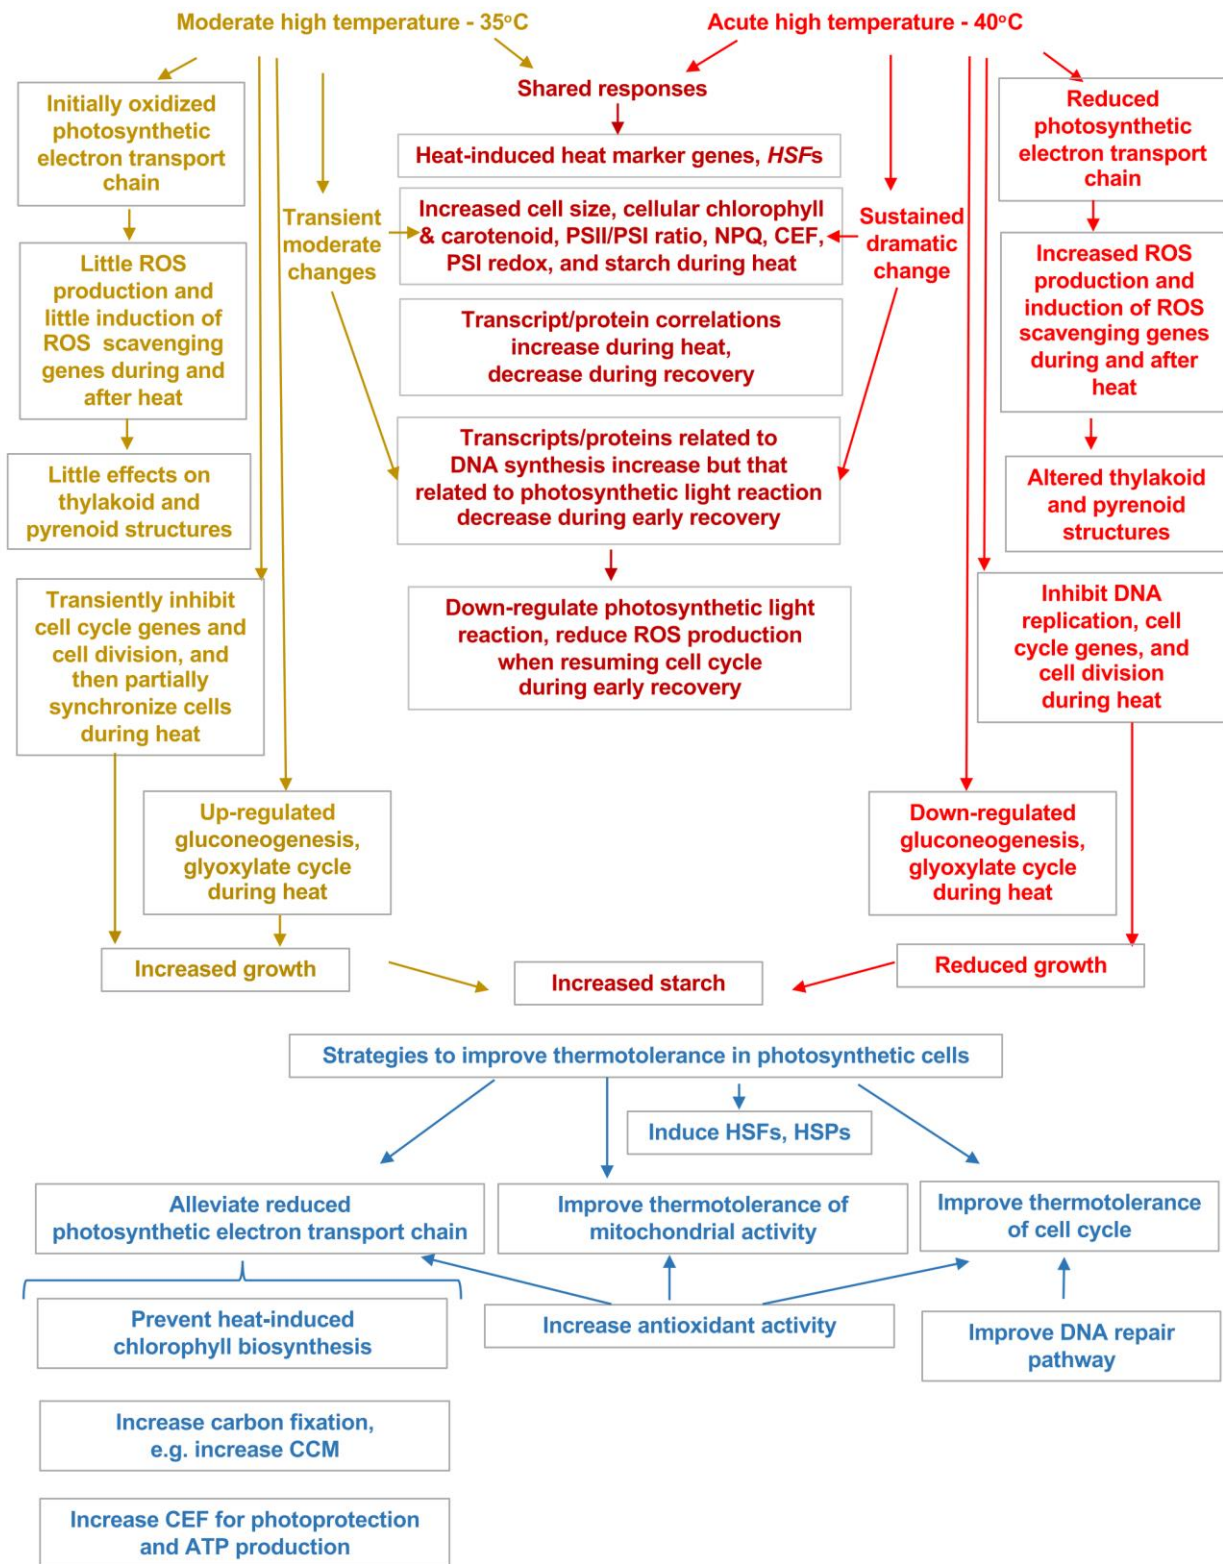 Moderate high temperature - 35°C
Acute high temperature - 40°C
Shared responses
Initially oxidized
photosynthetic
electron transport
chain
Reduced
photosynthetic
electron transport
chain
Heat-induced heat marker genes, HSFs
Transient
moderate
changes
Increased cell size, cellular chlorophyll
& carotenoid, PSII/PSI ratio, NPQ, CEF,
PSI redox, and starch during heat
Sustained
dramatic
change
Little ROS
production and
little induction of
ROS scavenging
genes during and
after heat
Increased ROS
production and
induction of ROS
scavenging genes
during and after
heat
Transcript/protein correlations
increase during heat,
decrease during recovery
Little effects on
thylakoid and
pyrenoid structures
Transcripts/proteins related to
DNA synthesis increase but that
related to photosynthetic light reaction
decrease during early recovery
Altered thylakoid
and pyrenoid
structures
Transiently inhibit
cell cycle genes and
cell division, and
then partially
synchronize cells
during heat
Down-regulate photosynthetic light
reaction, reduce ROS production
when resuming cell cycle
during early recovery
Inhibit DNA
replication, cell
cycle genes, and
cell division
during heat
Up-regulated
gluconeogenesis,
glyoxylate cycle
during heat
Down-regulated
gluconeogenesis,
glyoxylate cycle
during heat
Increased growth
Increased starch
Reduced growth
Strategies to improve thermotolerance in photosynthetic cells
Induce HSFs, HSPs
Alleviate reduced
photosynthetic electron transport chain
Improve thermotolerance of
mitochondrial activity
Improve thermotolerance
of cell cycle
Prevent heat-induced
chlorophyll biosynthesis
Increase antioxidant activity
Improve DNA repair
pathway
Increase carbon fixation,
e.g. increase CCM
Increase CEF for photoprotection
and ATP production